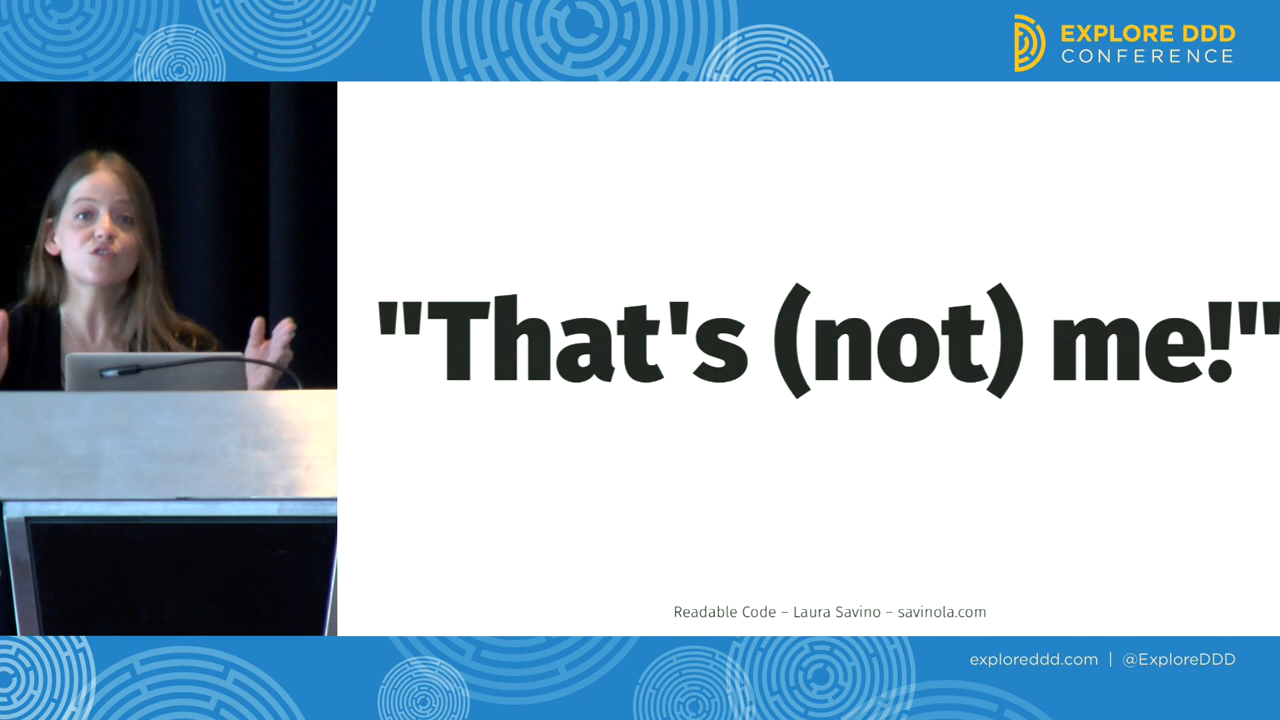 EXPLORE DDD
CONFERENCE
"That's (not) me!"
Readable Code – Laura Savino – savinola.com
exploreddd.com | @ExploreDDD